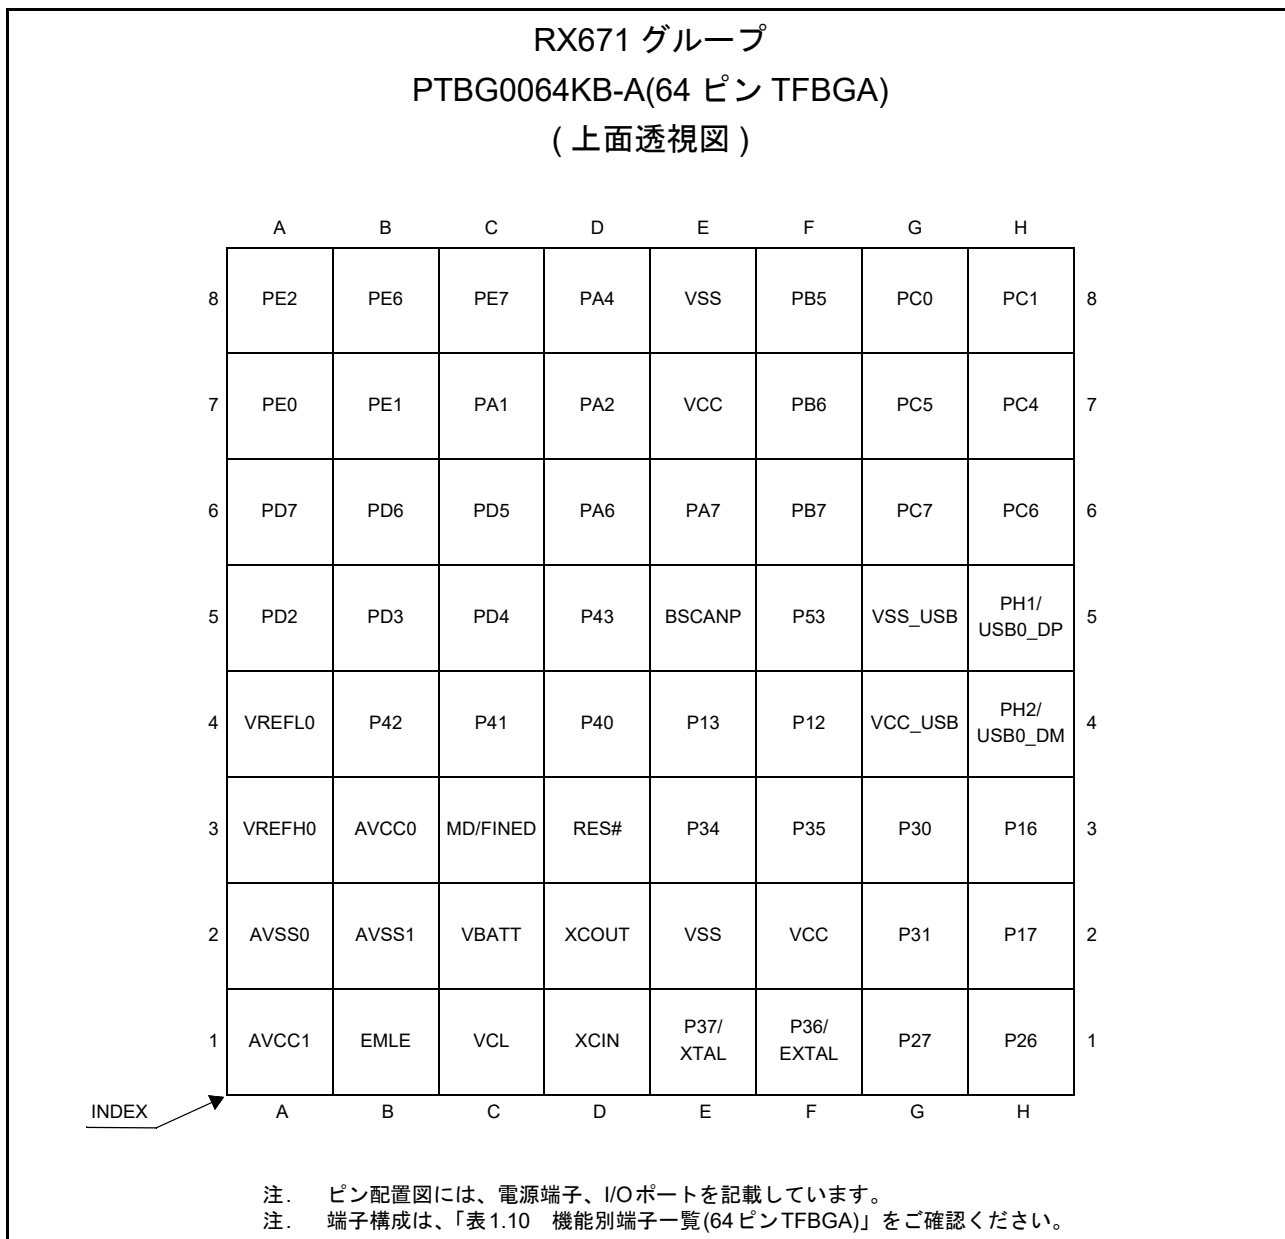 RX671 グループ
PTBG0064KB-A(64 ピン TFBGA)
( 上面透視図 )
A B C D E F G H
8 PE2 PE6 PE7 PA4 VSS PB5 PC0 PC1 8
7 PE0 PE1 PA1 PA2 VCC PB6 PC5 PC4 7
6 PD7 PD6 PD5 PA6 PA7 PB7 PC7 PC6 6
5 PD2 PD3 PD4 P43 BSCANP P53 VSS_USB PH1/ USB0_DP 5
4 VREFL0 P42 P41 P40 P13 P12 VCC_USB PH2/ USB0_DM 4
3 VREFH0 AVCC0 MD/FINED RES# P34 P35 P30 P16 3
2 AVSS0 AVSS1 VBATT XCOUT VSS VCC P31 P17 2
1 AVCC1 EMLE VCL XCIN P37/ XTAL P36/ EXTAL P27 P26 1
INDEX A B C D E F G H
注. ピン配置図には、電源端子、I/Oポートを記載しています。
注. 端子構成は、「表1.10 機能別端子一覧(64ピンTFBGA)」をご確認ください。